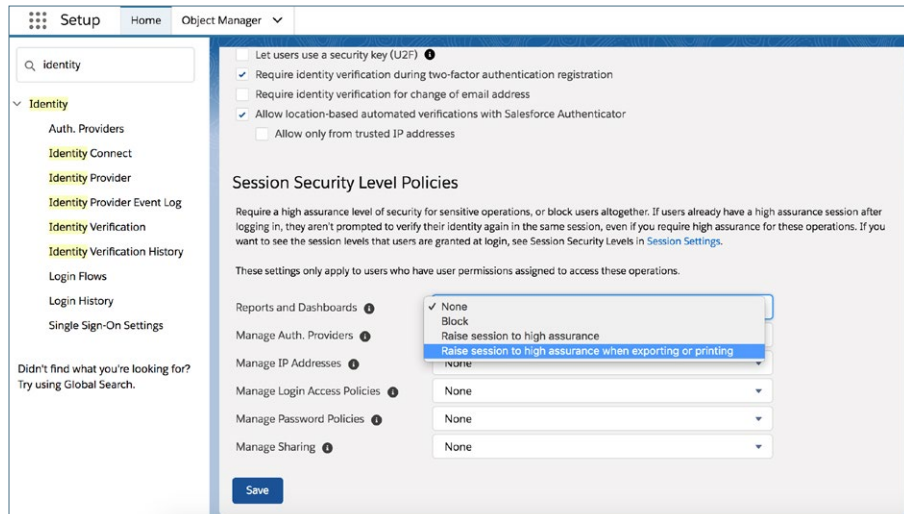 Setup Home Object Manager
identity
Identity
Auth. Providers
Identity Connect
Identity Provider
Identity Provider Event Log
Identity Verification
Identity Verification History
Login Flows
Login History
Single Sign-On Settings
Didn't find what you're looking for?
Try using Global Search.
Let users use a security key (U2F)
Require identity verification during two-factor authentication registration
Require identity verification for change of email address
Allow location-based automated verifications with Salesforce Authenticator
Allow only from trusted IP addresses
Session Security Level Policies
Require a high assurance level of security for sensitive operations, or block users altogether. If users already have a high assurance session after
logging in, they aren't prompted to verify their identity again in the same session, even if you require high assurance for these operations. If you
want to see the session levels that users are granted at login, see Session Security Levels in Session Settings.
These settings only apply to users who have user permissions assigned to access these operations.
Reports and Dashboards
None
Block
Raise session to high assurance
Raise session to high assurance when exporting or printing
Manage Auth. Providers
Manage IP Addresses None
Manage Login Access Policies None
Manage Password Policies None
Manage Sharing None
Save